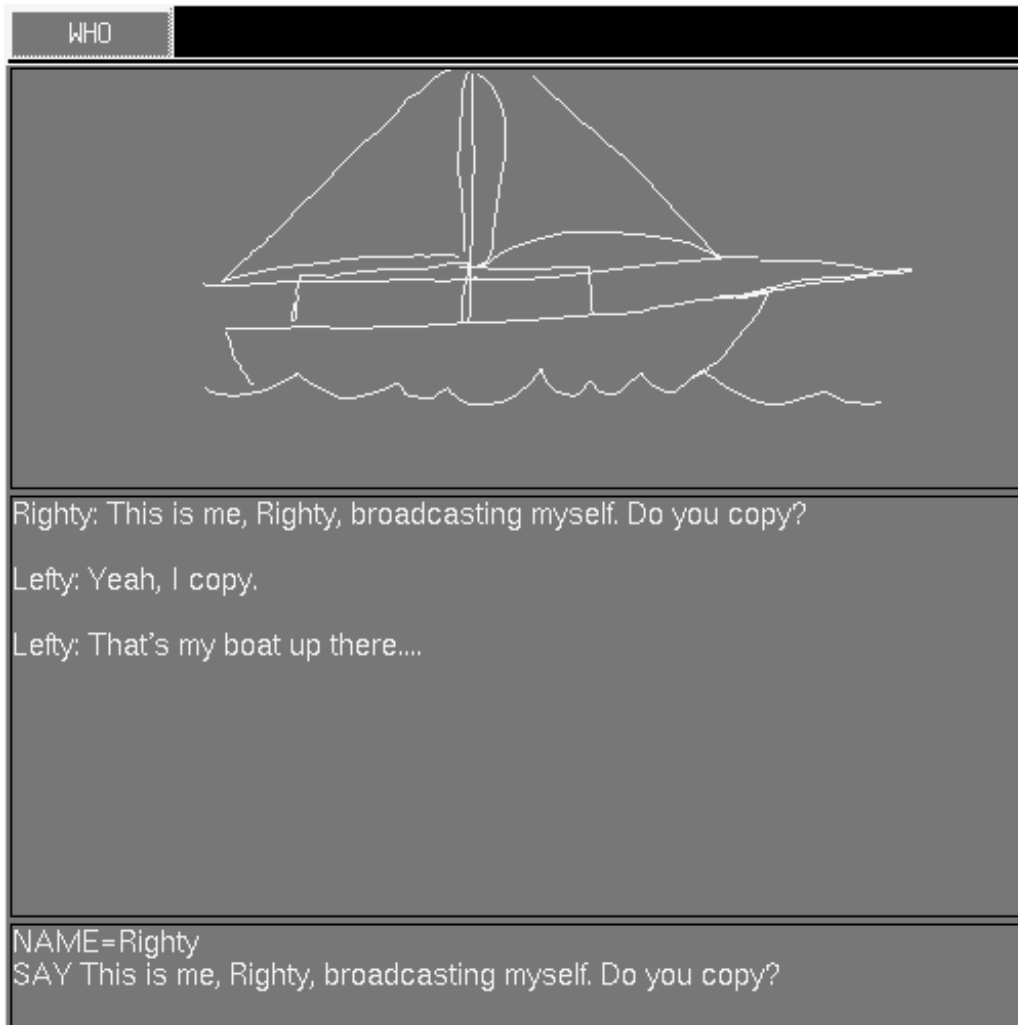 WHO
Righty: This is me, Righty, broadcasting myself. Do you copy?
Lefty: Yeah, I copy.
Lefty: That's my boat up there....
NAME=Righty
SAY This is me, Righty, broadcasting myself. Do you copy?